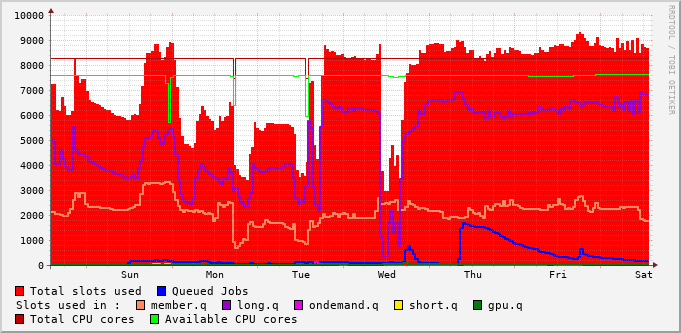 10000
9000
8000
7000
6000
5000
4000
3000
2000
1000
0
Sun Mon Tue Wed Thu Fri Sat
Total slots used Queued Jobs
Slots used in : member.q long.q ondemand.q short.q gpu.q
Total CPU cores Available CPU cores
RRDTOOL / TOBI OETIKER